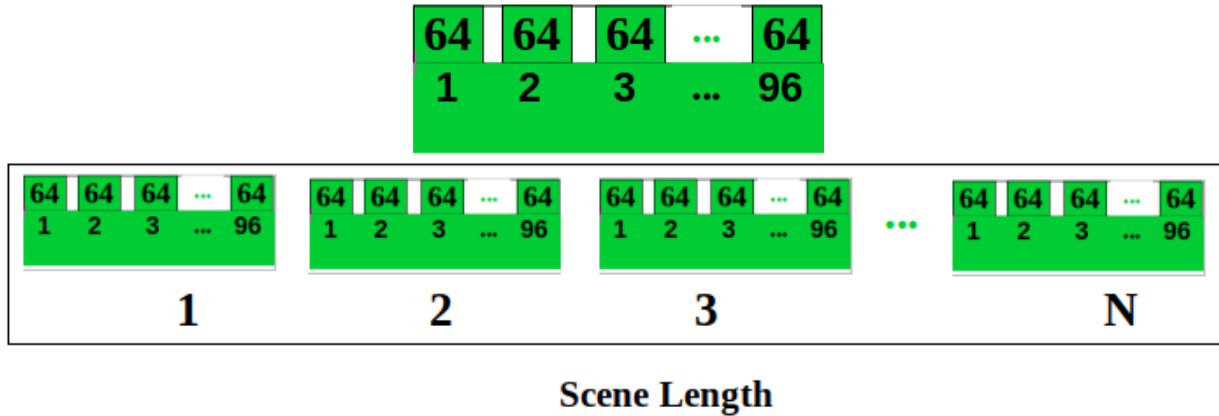 64 64 64 ... 64
1 2 3 ... 96
64 64 64 ... 64 64 64 64 ... 64 64 64 64 ... 64 ... 64 64 64 ... 64
1 2 3 ... 96 1 2 3 ... 96 1 2 3 ... 96 1 2 3 ... 96
1 2 3 N
Scene Length